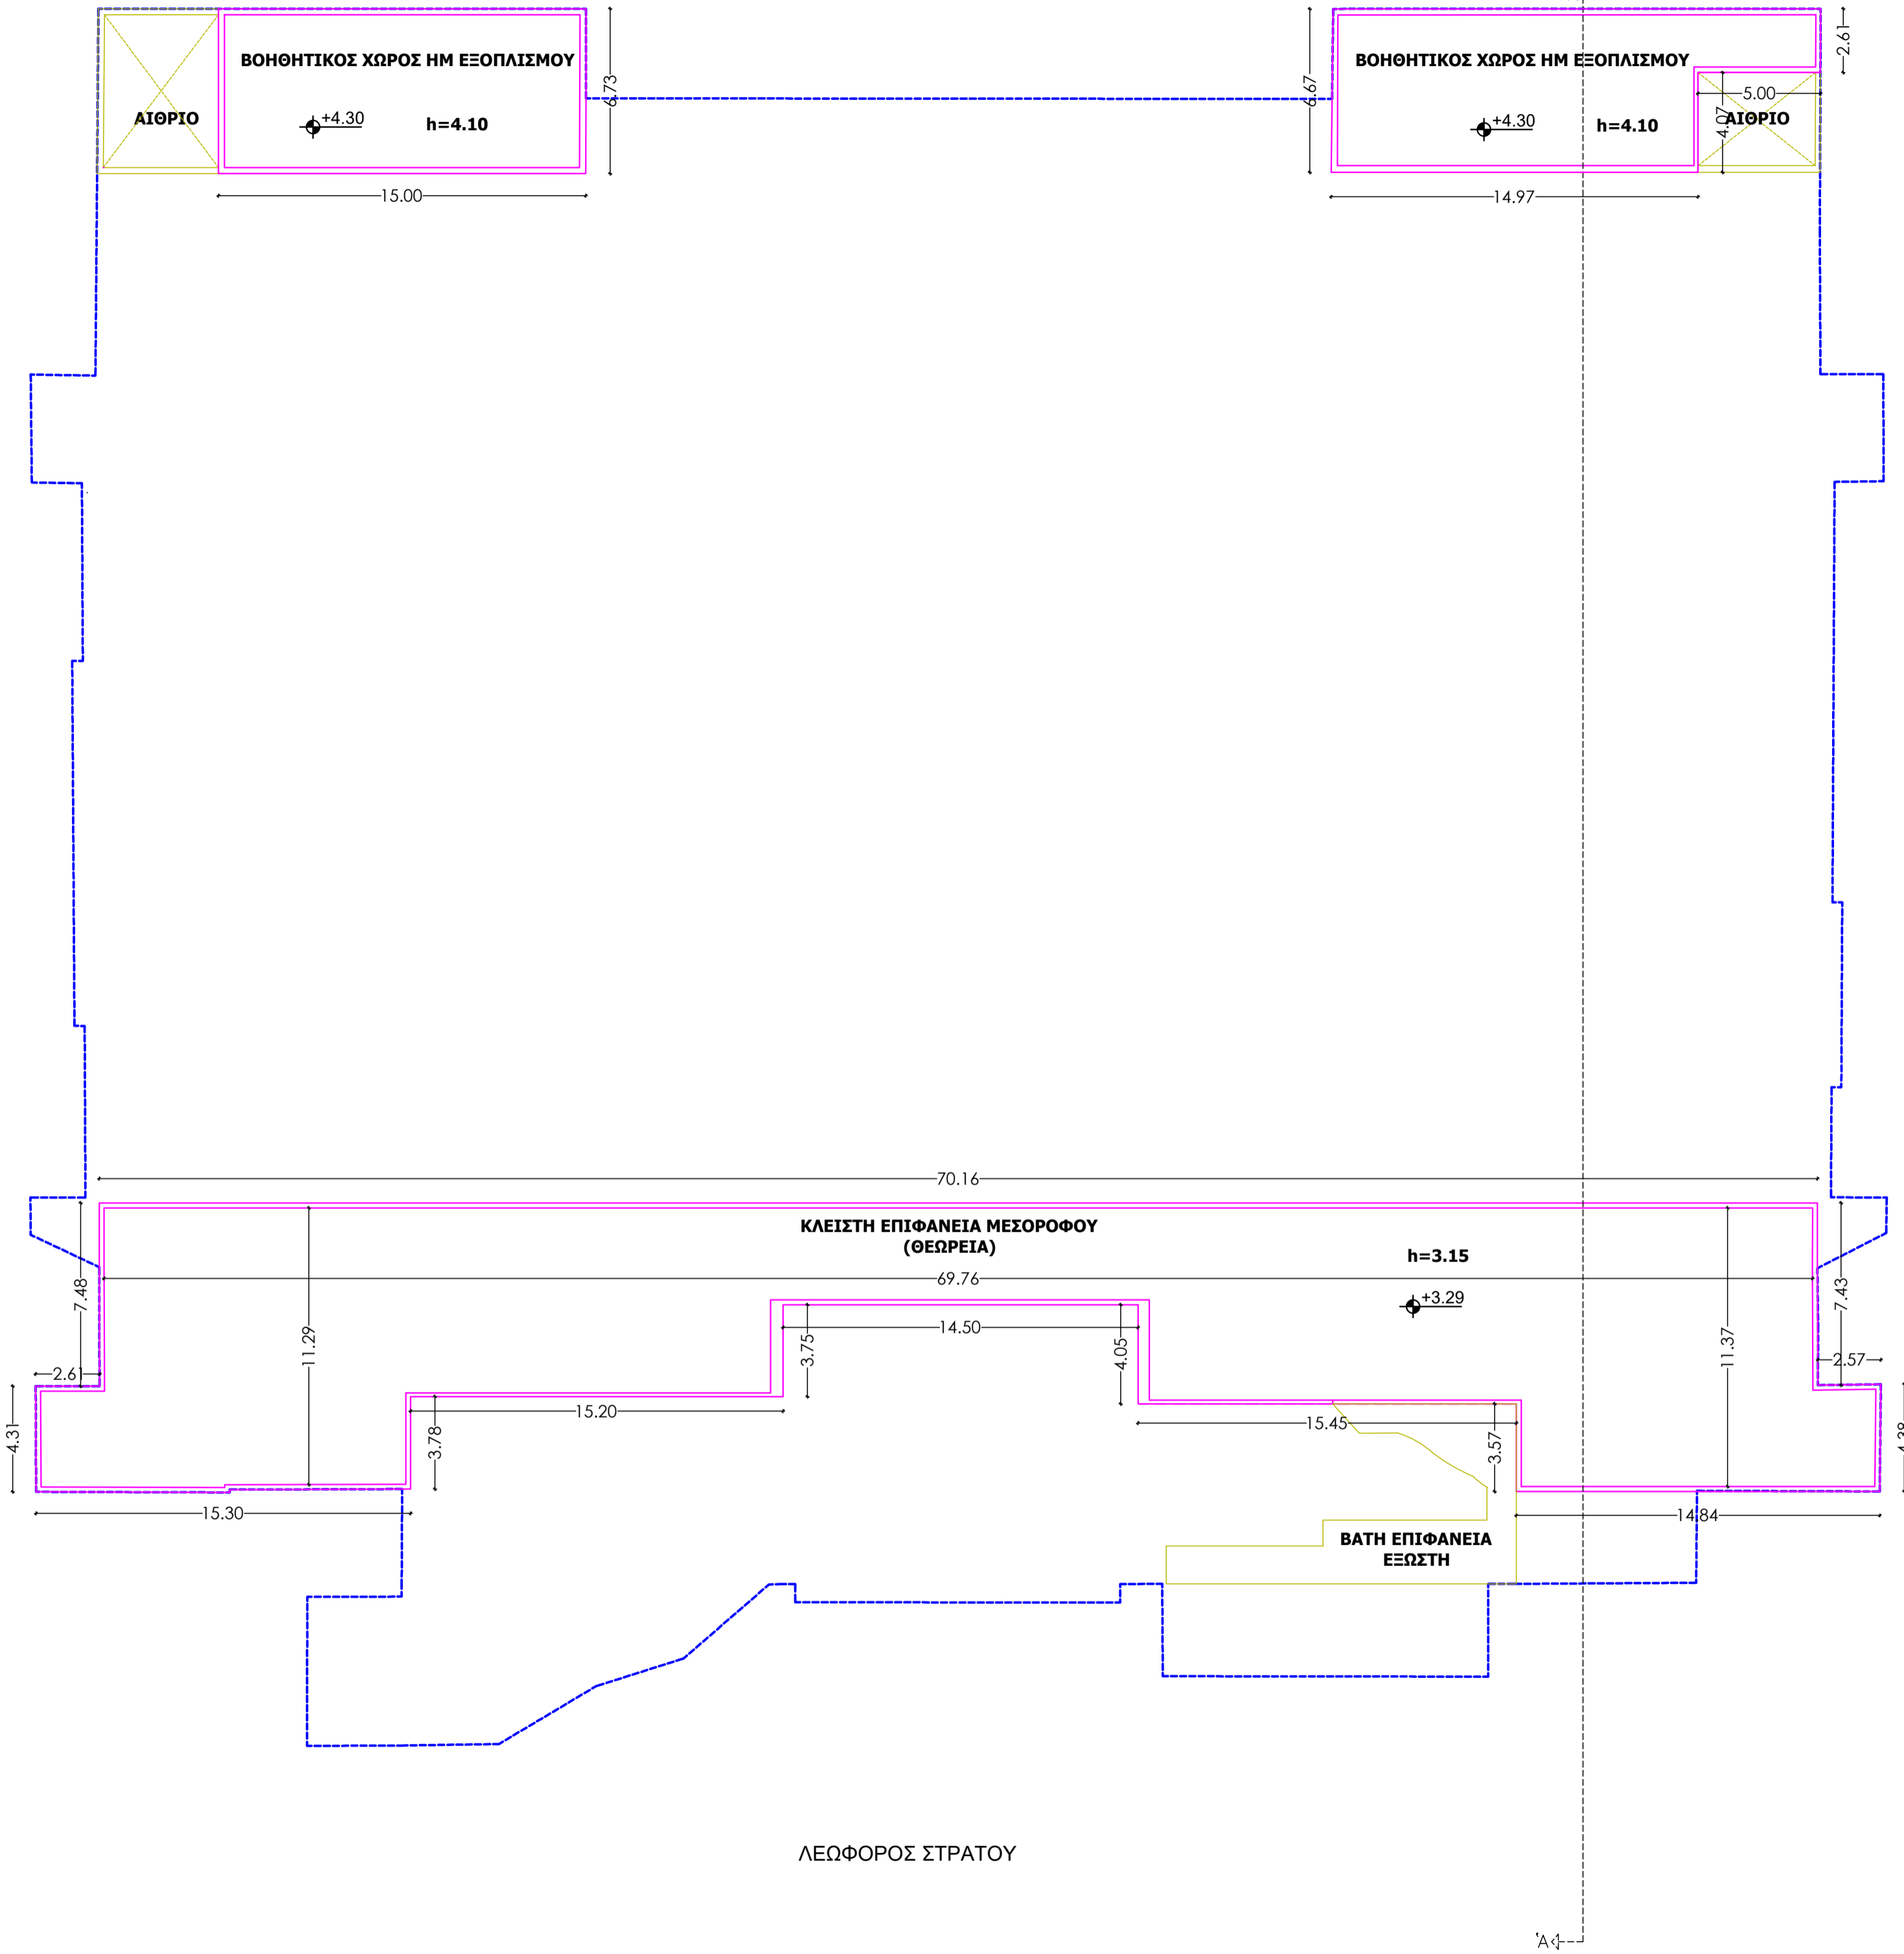 2.61
ΒΟΗΘΗΤΙΚΟΣ ΧΩΡΟΣ ΗΜ ΕΞΟΠΛΙΣΜΟΥ
6.73
6.67
ΒΟΗΘΗΤΙΚΟΣ ΧΩΡΟΣ ΗΜ ΕΞΟΠΛΙΣΜΟΥ
5.00
ΑΙΘΡΙΟ
+4.30
h=4.10
+4.30
h=4.10
4.07
ΑΙΘΡΙΟ
15.00
14.97
70.16
ΚΛΕΙΣΤΗ ΕΠΙΦΑΝΕΙΑ ΜΕΣΟΡΟΦΟΥ
(ΘΕΩΡΕΙΑ)
h=3.15
69.76
7.48
7.43
+3.29
14.50
11.29
3.75
4.05
11.37
2.61
2.57
15.20
15.45
4.31
3.78
3.57
4.38
15.30
14.84
ΒΑΤΗ ΕΠΙΦΑΝΕΙΑ
ΕΞΩΣΤΗ
ΛΕΩΦΟΡΟΣ ΣΤΡΑΤΟΥ
Ά